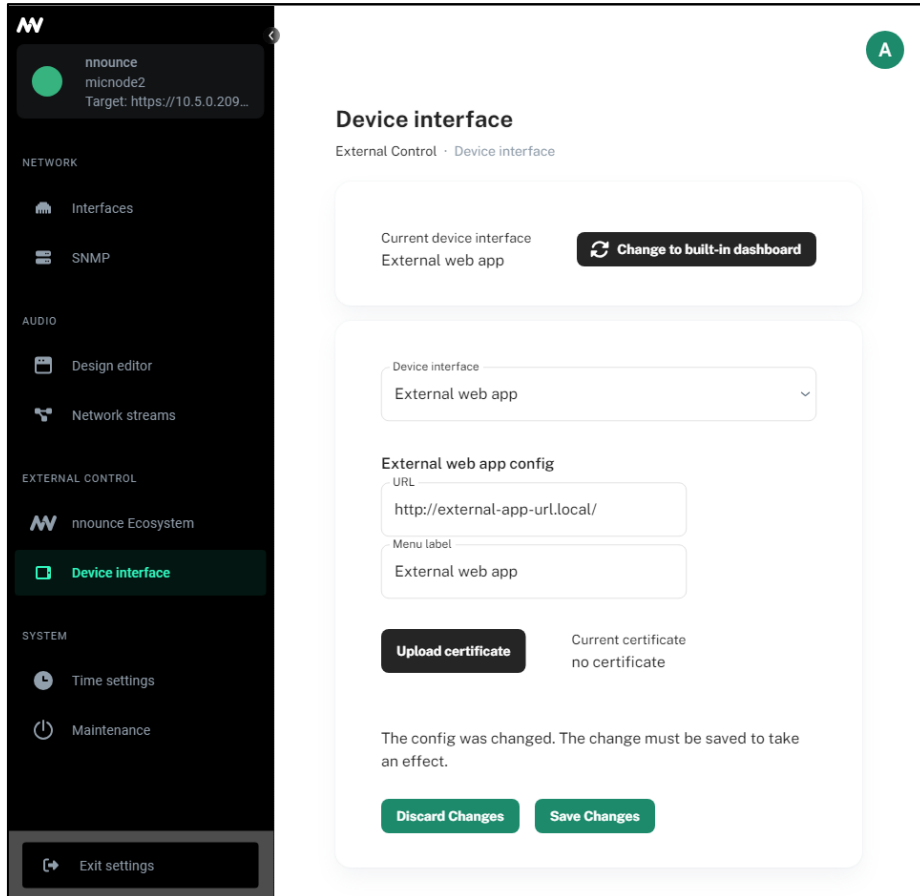 nnounce
micnode2
Target: https://10.5.0.209...
NETWORK
Interfaces
SNMP
AUDIO
Design editor
Network streams
EXTERNAL CONTROL
nnounce Ecosystem
Device interface
SYSTEM
Time settings
Maintenance
Exit settings
A
Device interface
External Control · Device interface
Current device interface
External web app
Change to built-in dashboard
Device interface
External web app
External web app config
URL
http://external-app-url.local/
Menu label
External web app
Upload certificate
Current certificate
no certificate
The config was changed. The change must be saved to take
an effect.
Discard Changes
Save Changes